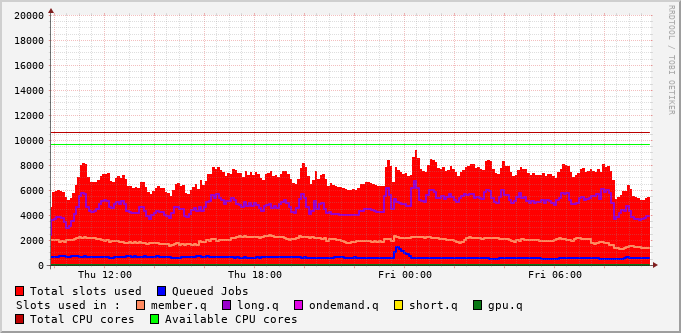 20000
18000
16000
14000
12000
10000
8000
6000
4000
2000
0
Thu 12:00 Thu 18:00 Fri 00:00 Fri 06:00
RRDTOOL / TOBI OETIKER
Total slots used Queued Jobs
Slots used in : member.q long.q ondemand.q short.q gpu.q
Total CPU cores Available CPU cores